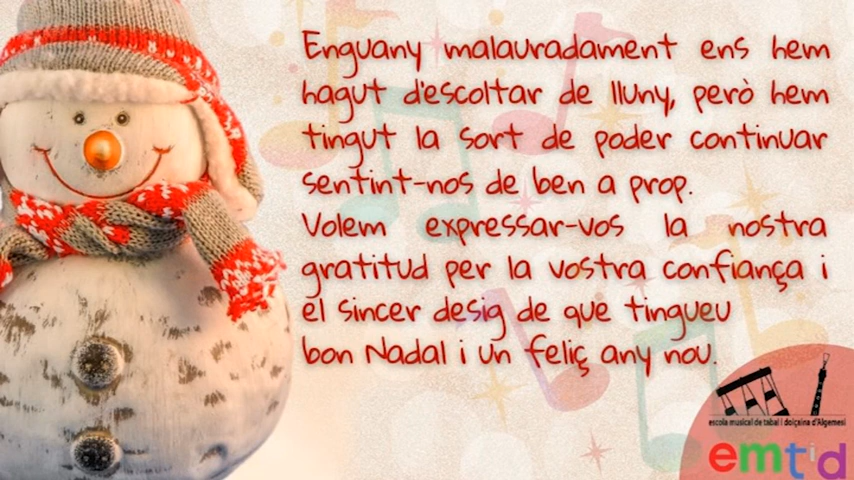 Enguany malauradament ens hem
hagut d'escoltar de lluny, però hem
tingut la sort de poder continuar
sentint-nos de ben a prop.
Volem expressar-vos la nostra
gratitud per la vostra confiança i
el sincer desig de que tingueu
bon Nadal i un feliç any nou.
escola musical de tabal i dolçaina d'Algemesí
emtid